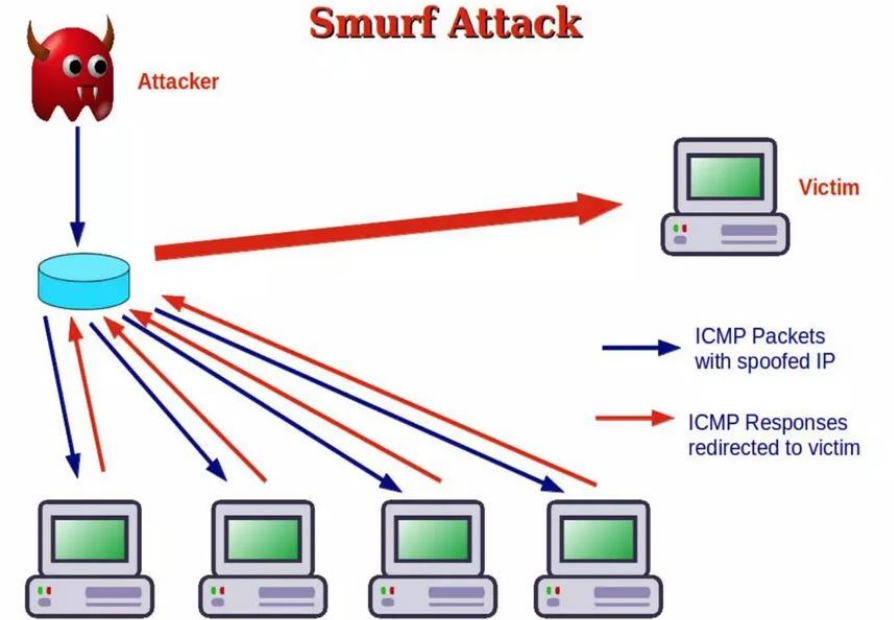 Smurf Attack
Attacker
Victim
ICMP Packets
with spoofed IP
ICMP Responses
redirected to victim